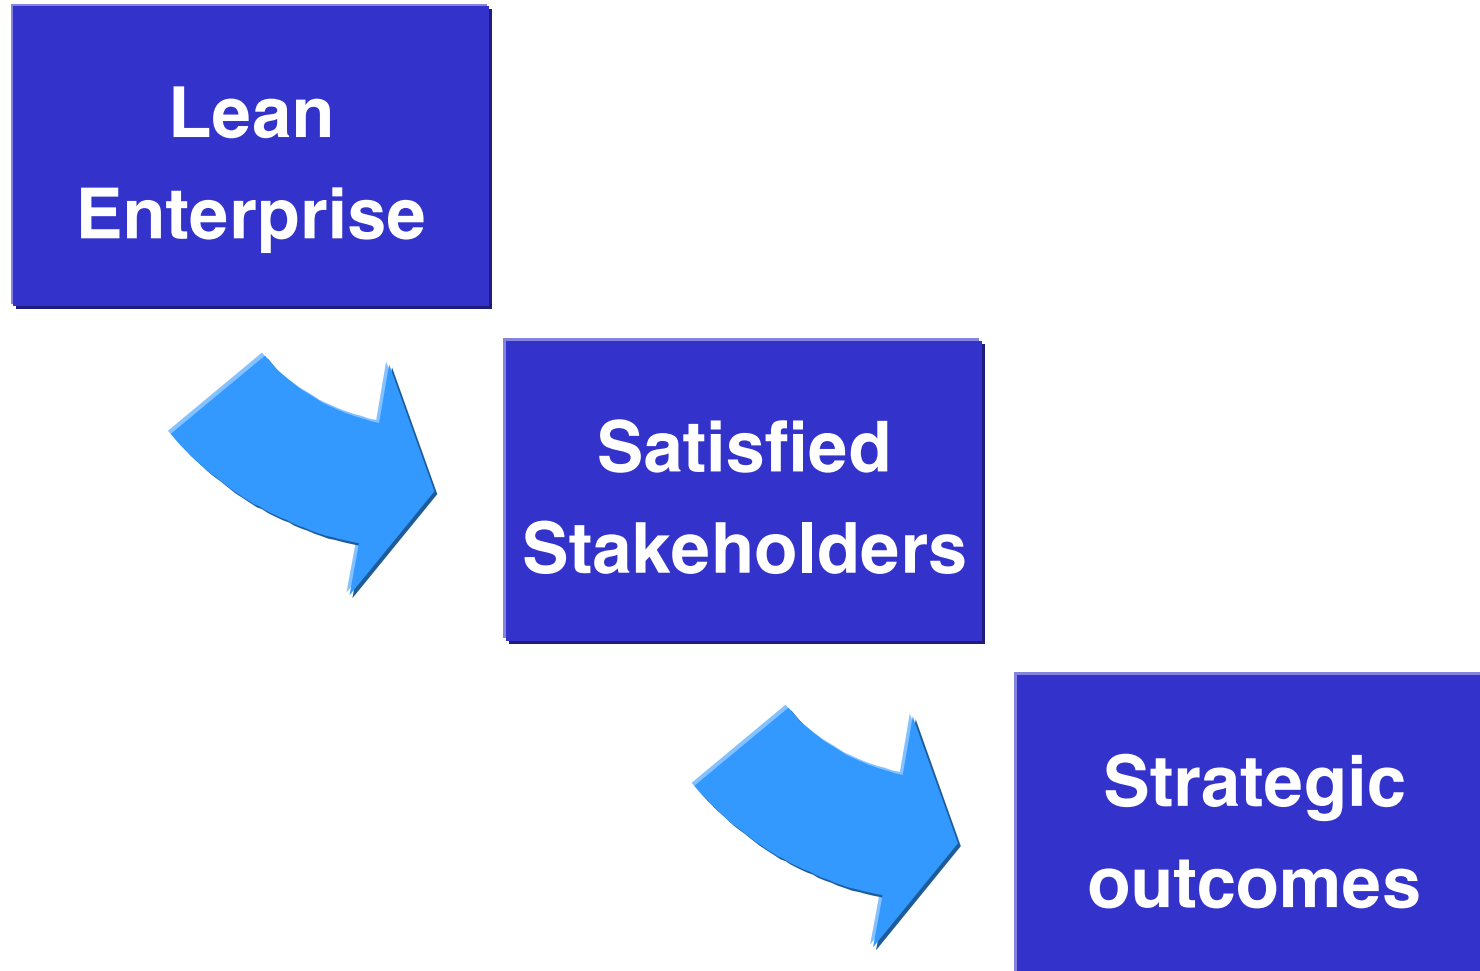 Lean
Enterprise
Satisfied
Stakeholders
Strategic
outcomes